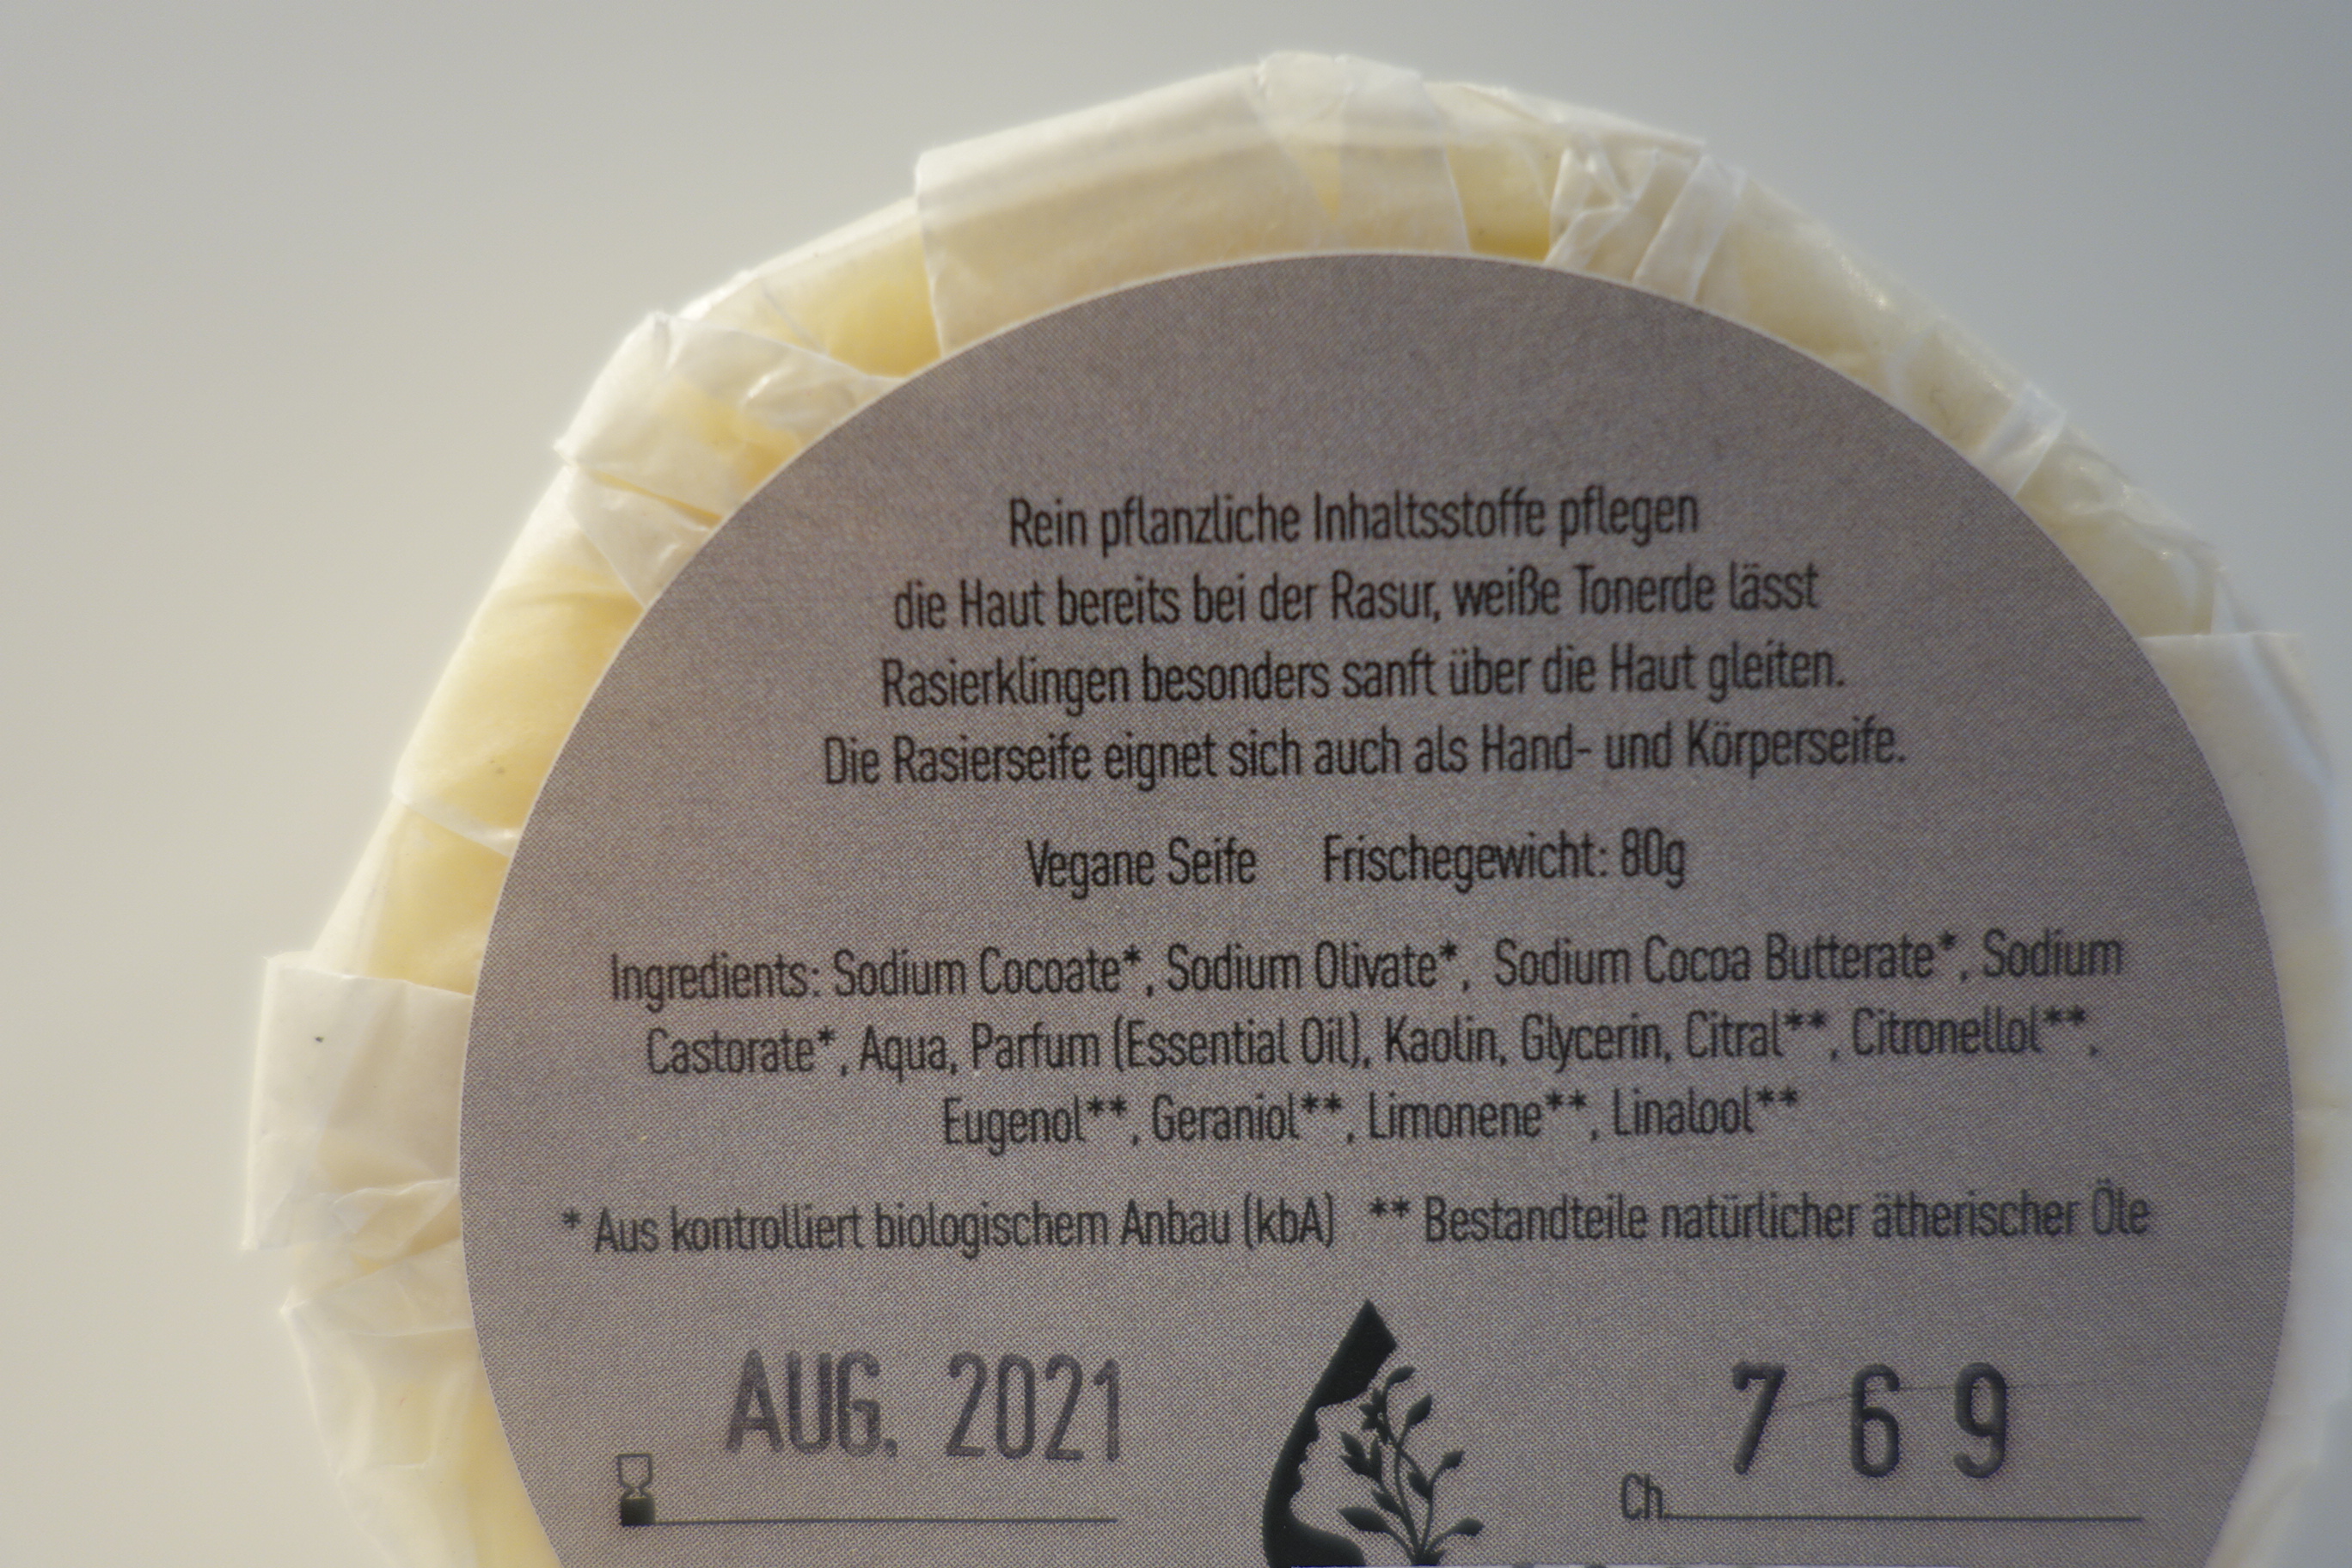 Rein pflanzliche Inhaltsstoffe pflegen
die Haut bereits bei der Rasur, weiße Tonerde lässt
Rasierklingen besonders sanft über die Haut gleiten.
Die Rasierseife eignet sich auch als Hand- und Körperseife.
Vegane Seife Frischegewicht: 80g
Ingredients: Sodium Cocoate*, Sodium Olivate*, Sodium Cocoa Butterate*, Sodium
Castorate*, Aqua, Parfum (Essential Oil), Kaolin, Glycerin, Citral**, Citronellol**,
Eugenol**, Geraniol**, Limonene**, Linalool**
* Aus kontrolliert biologischem Anbau (kbA) ** Bestandteile natürlicher ätherischer Öle
AUG. 2021
Ch. 7 6 9